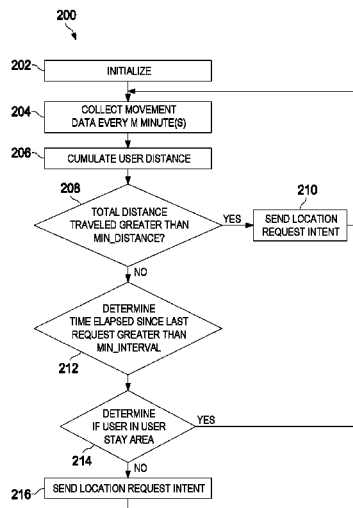 200
202
INITIALIZE
204
COLLECT MOVEMENT
DATA EVERY M MINUTE(S)
206
CUMULATE USER DISTANCE
208
TOTAL DISTANCE
TRAVELED GREATER THAN
MIN_DISTANCE?
YES
210
SEND LOCATION
REQUEST INTENT
NO
DETERMINE
TIME ELAPSED SINCE LAST
REQUEST GREATER THAN
MIN_INTERVAL
212
DETERMINE
IF USER IN USER
STAY AREA
YES
214
NO
216
SEND LOCATION REQUEST INTENT